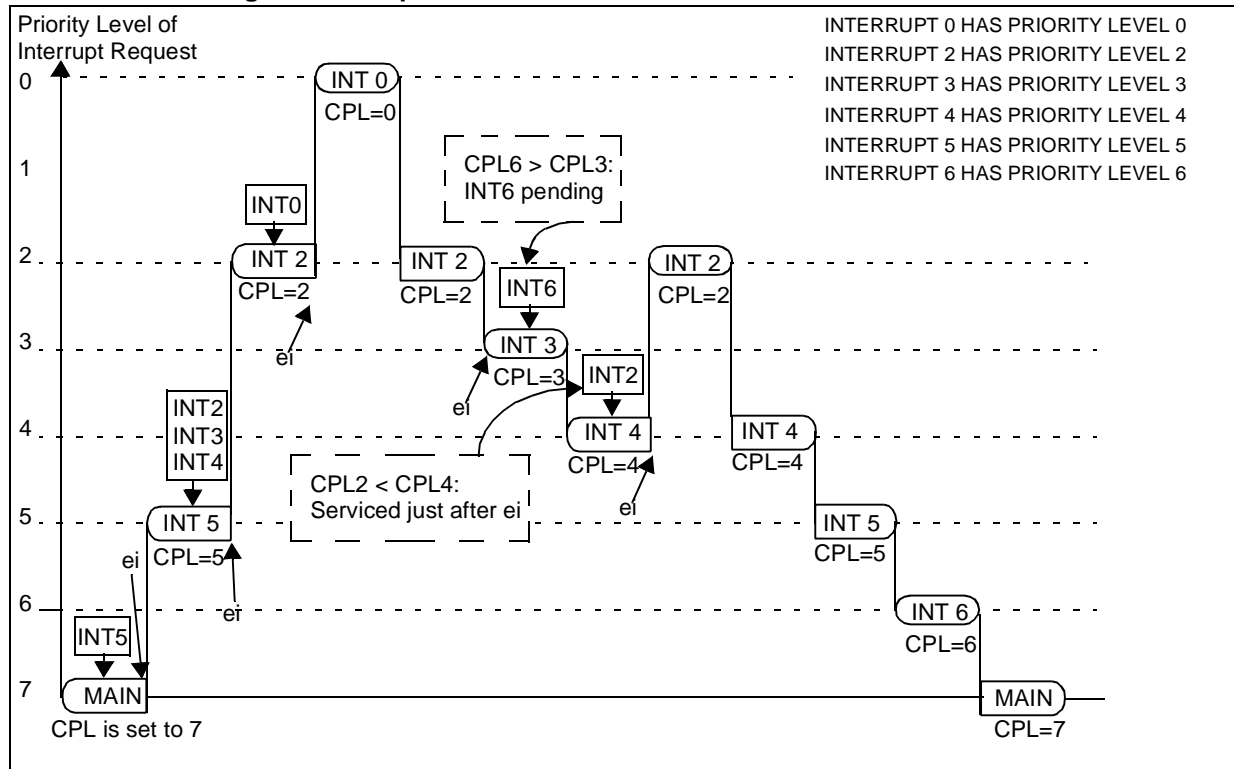 Priority Level of
Interrupt Request
INTERRUPT 0 HAS PRIORITY LEVEL 0
INTERRUPT 2 HAS PRIORITY LEVEL 2
INTERRUPT 3 HAS PRIORITY LEVEL 3
INTERRUPT 4 HAS PRIORITY LEVEL 4
INTERRUPT 5 HAS PRIORITY LEVEL 5
INTERRUPT 6 HAS PRIORITY LEVEL 6
0
INT 0
CPL=0
1
CPL6 > CPL3:
INT6 pending
INT0
2
INT 2
CPL=2
INT 2
CPL=2
INT6
INT 2
CPL=2
ei
3
INT 3
CPL=3
ei
INT2
INT2
INT3
INT4
4
INT 4
CPL=4
INT 4
CPL=4
CPL2 < CPL4:
Serviced just after ei
ei
5
INT 5
CPL=5
INT 5
CPL=5
ei
ei
6
INT5
INT 6
CPL=6
7
MAIN
CPL is set to 7
MAIN
CPL=7